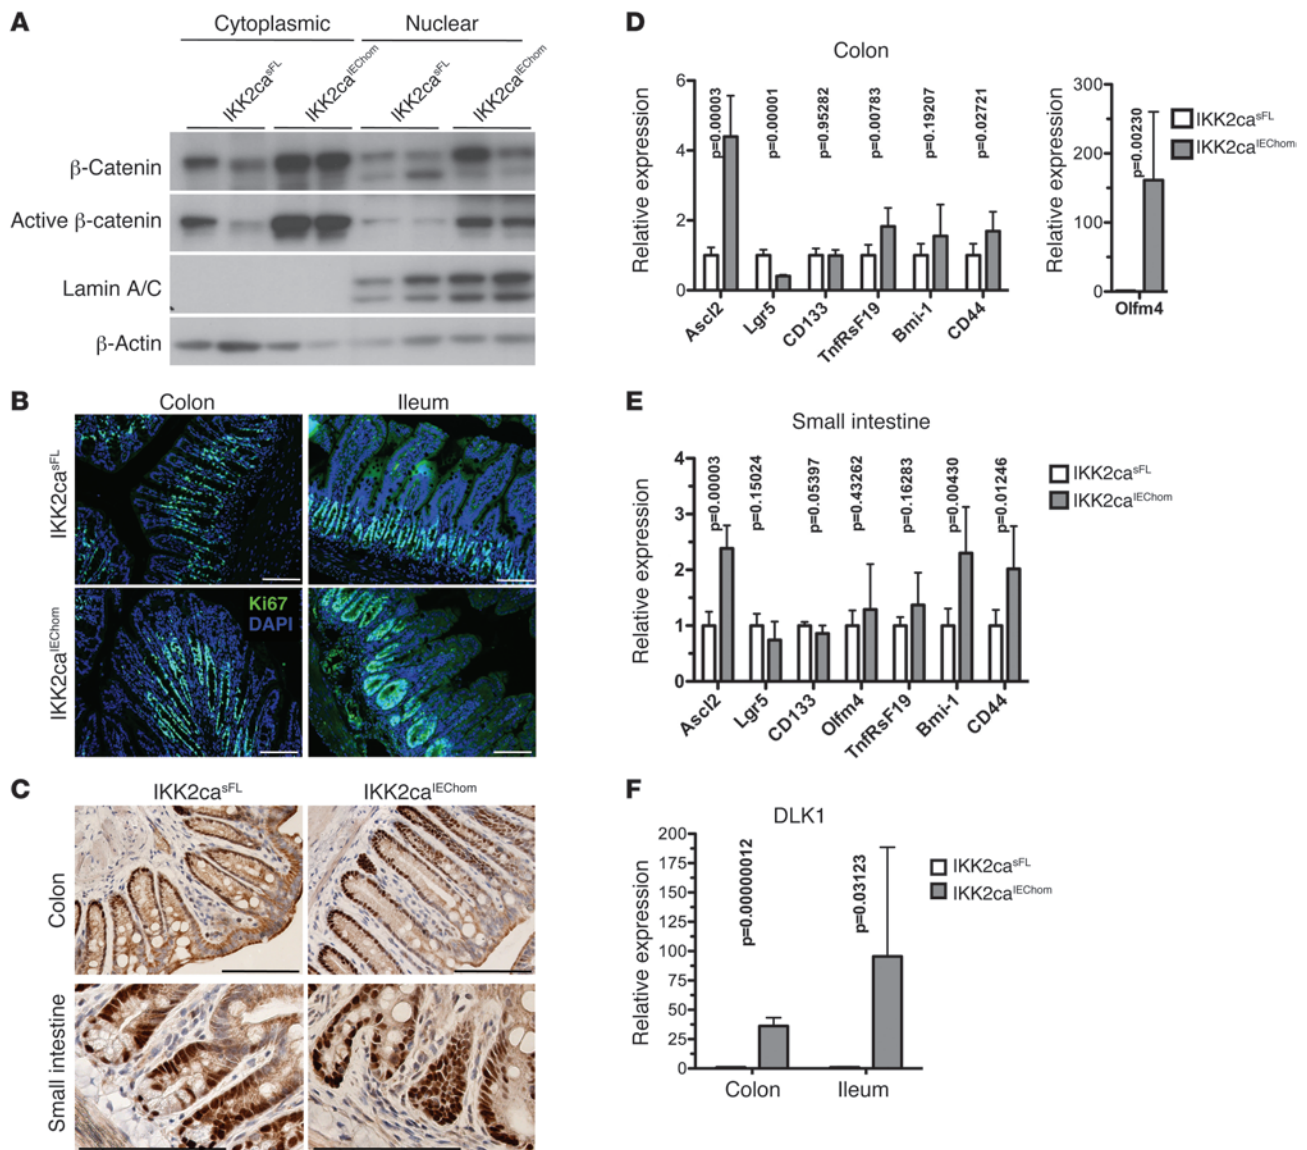 A
Cytoplasmic Nuclear
IKK2ca^sFL IKK2ca^IEChom IKK2ca^sFL IKK2ca^IEChom
β-Catenin
Active β-catenin
Lamin A/C
β-Actin
B
Colon Ileum
IKK2ca^sFL
IKK2ca^IEChom
Ki67
DAPI
C
IKK2ca^sFL IKK2ca^IEChom
Colon
Small intestine
D
Colon
Relative expression
6
4
2
0
p=0.00003
p=0.00001
p=0.95282
p=0.00783
p=0.19207
p=0.02721
Ascl2 Lgr5 CD133 TnfRsF19 Bmi-1 CD44
Relative expression
300
200
150
100
0
p=0.00230
Olfm4
IKK2ca^sFL
IKK2ca^IEChom
E
Small intestine
Relative expression
4
3
2
1
0
p=0.00003
p=0.15024
p=0.05397
p=0.43262
p=0.16283
p=0.00430
p=0.01246
Ascl2 Lgr5 CD133 Olfm4 TnfRsF19 Bmi-1 CD44
IKK2ca^sFL
IKK2ca^IEChom
F
DLK1
Relative expression
200
175
150
125
100
75
50
25
0
p=0.000000012
p=0.03123
Colon Ileum
IKK2ca^sFL
IKK2ca^IEChom